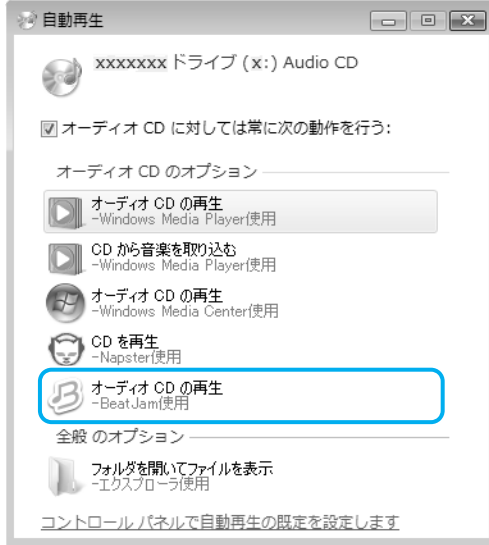 自動再生
xxxxxxx ドライブ (x:) Audio CD
オーディオ CD に対しては常に次の動作を行う:
オーディオ CD のオプション
オーディオ CD の再生
-Windows Media Player使用
CD から音楽を取り込む
-Windows Media Player使用
オーディオ CD の再生
-Windows Media Center使用
CD を再生
-Napster使用
オーディオ CD の再生
-BeatJam使用
全般 のオプション
フォルダを開いてファイルを表示
-エクスプローラ使用
コントロール パネルで自動再生の既定を設定します